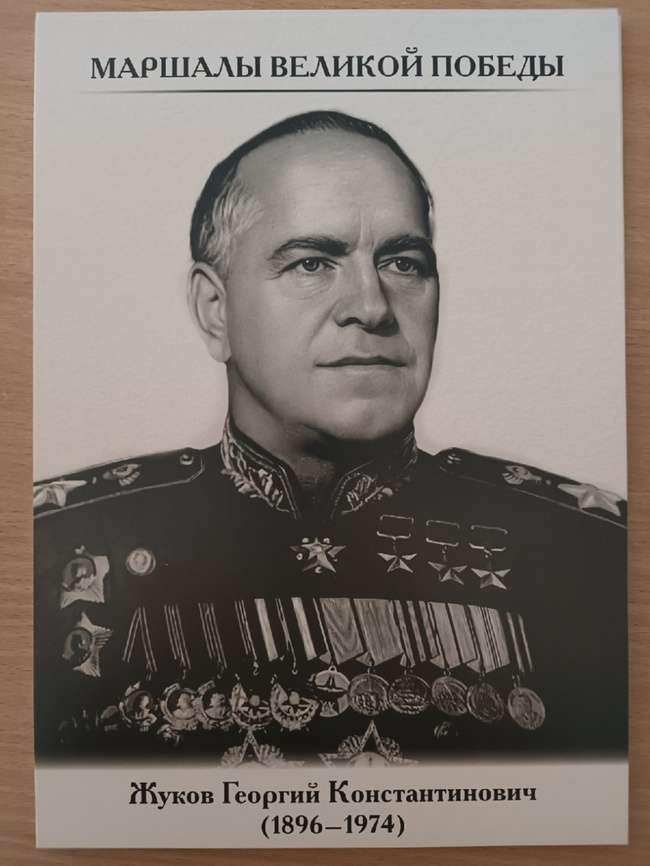 МАРШАЛЫ ВЕЛИКОЙ ПОБЕДЫ
Жуков Георгий Константинович
(1896–1974)